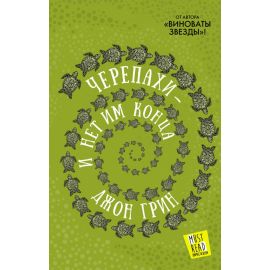 ОТ АВТОРА
«ВИНОВАТЫ
ЗВЕЗДЫ»!
ЧЕРЕПАХИ –
И НЕТ ИМ КОНЦА
ДЖОН ГРИН
MUST
READ